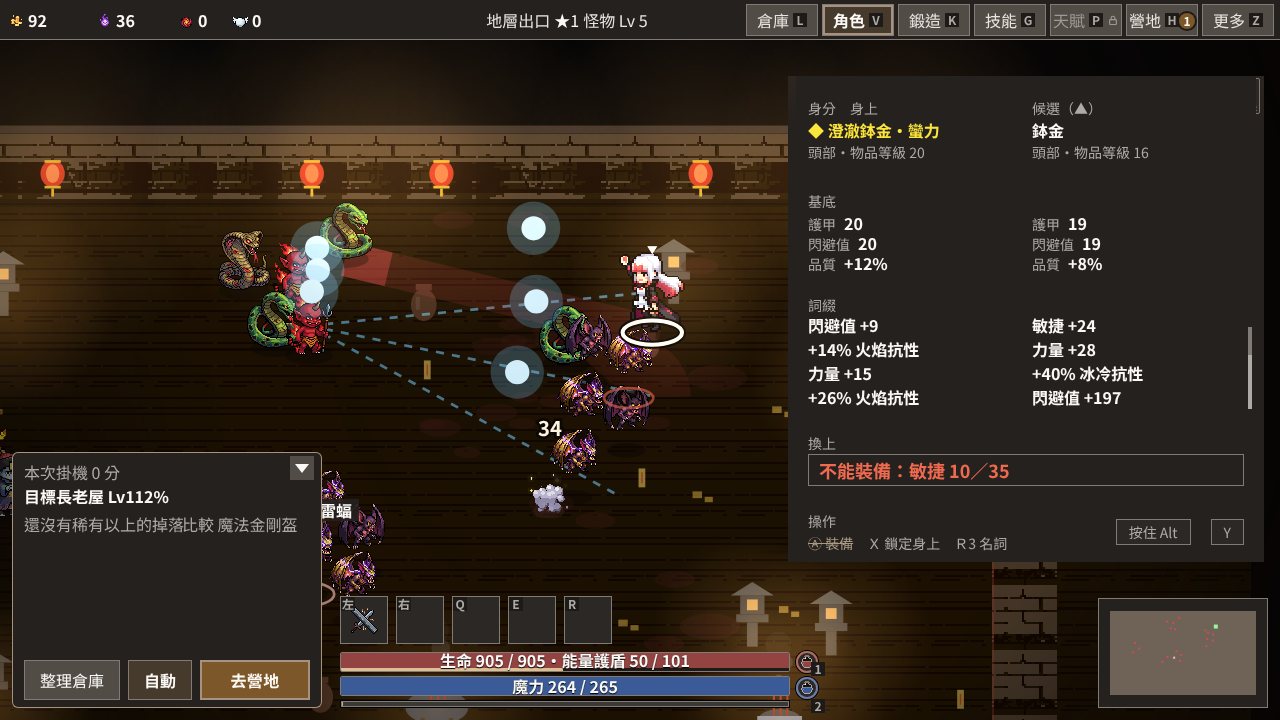 92 36 0 0
地層出口 ★1 怪物 Lv 5
倉庫 L 角色 V 鍛造 K 技能 G 天賦 P 營地 H 1 更多 Z
身分 身上 候選（▲）
◆ 澄澈鉢金・蠻力 鉢金
頭部・物品等級 20 頭部・物品等級 16
基底
護甲 20 護甲 19
閃避值 20 閃避值 19
品質 +12% 品質 +8%
詞綴
閃避值 +9 敏捷 +24
+14% 火焰抗性 力量 +28
力量 +15 +40% 冰冷抗性
+26% 火焰抗性 閃避值 +197
換上
不能裝備：敏捷 10／35
操作
Ⓐ 裝備 X 鎖定身上 R3 名詞 按住 Alt Y
34
本次掛機 0 分
目標長老屋 Lv112%
還沒有稀有以上的掉落比較 魔法金剛盔
雷蝠
整理倉庫 自動 去營地
左 右 Q E R
生命 905 / 905・能量護盾 50 / 101
1
魔力 264 / 265
2